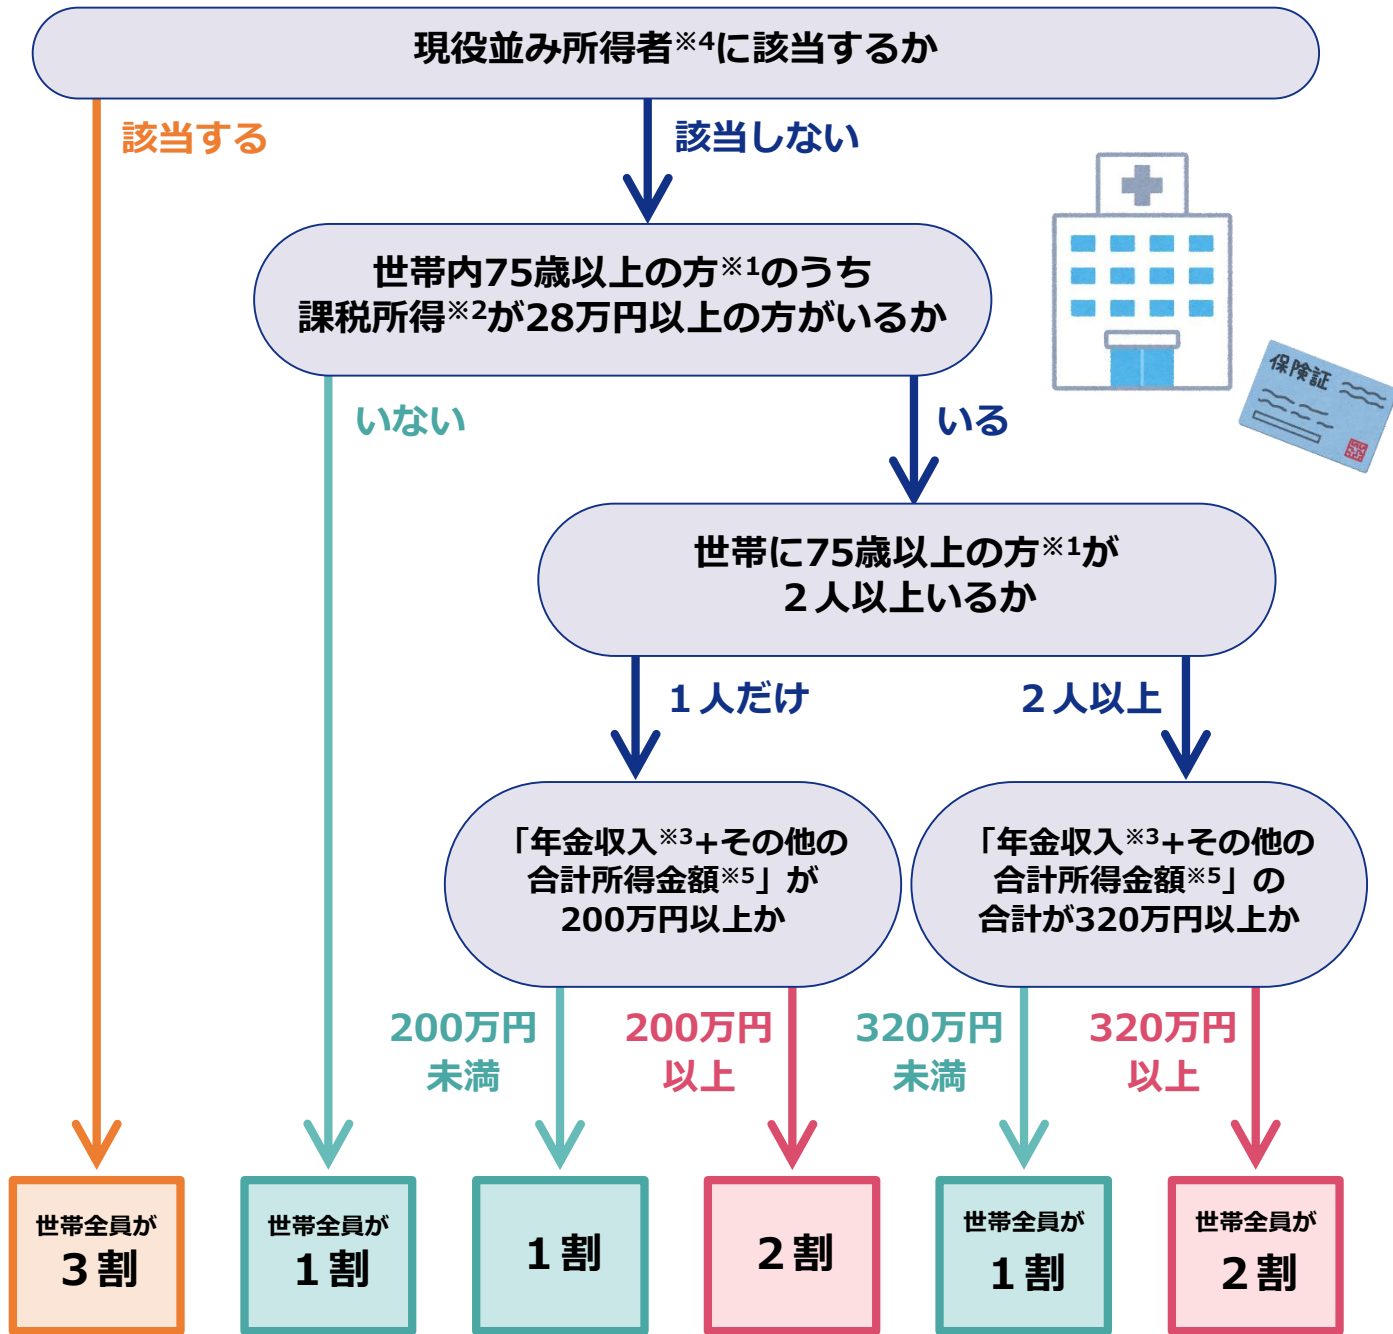 現役並み所得者※4に該当するか
該当する
該当しない
世帯内75歳以上の方※1のうち
課税所得※2が28万円以上の方がいるか
保険証
いない
いる
世帯に75歳以上の方※1が
２人以上いるか
１人だけ
２人以上
「年金収入※3+その他の
合計所得金額※5」が
200万円以上か
「年金収入※3+その他の
合計所得金額※5」の
合計が320万円以上か
200万円
未満
200万円
以上
320万円
未満
320万円
以上
世帯全員が
３割
世帯全員が
１割
１割
２割
世帯全員が
１割
世帯全員が
２割